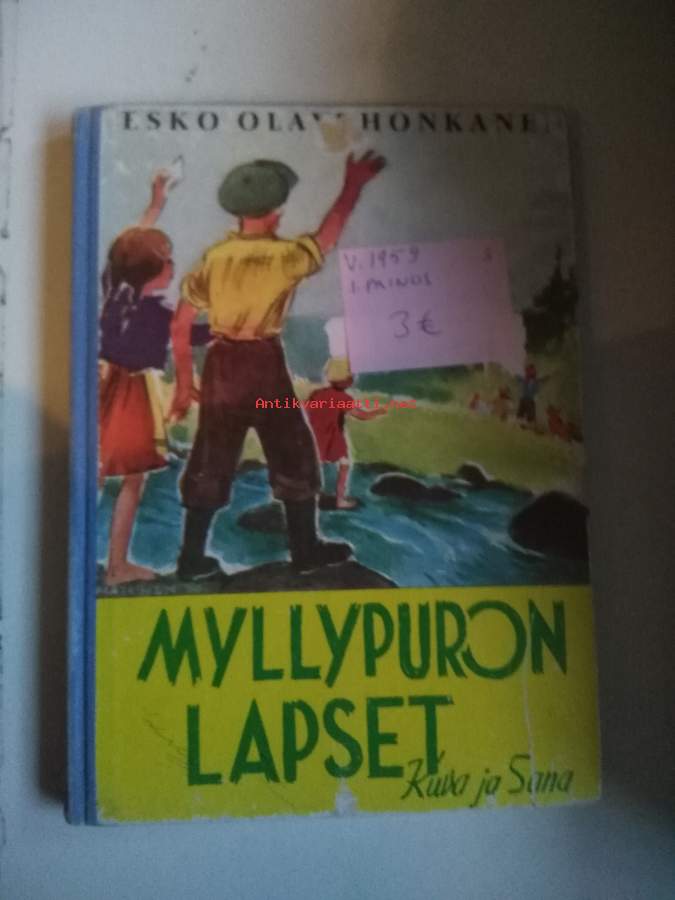 ESKO OLAVI HONKANE
V. 1959
1. PAINOS
3 €
Antikvariaatti.net
MYLLYPURON
LAPSET
Kuva ja Sana